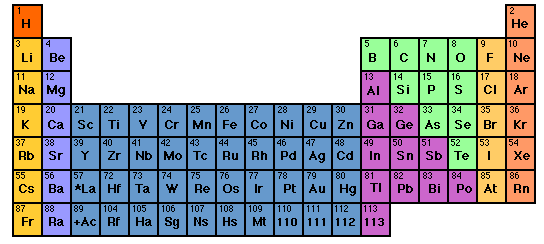 1 2
H He
3 4 5 6 7 8 9 10
Li Be B C N O F Ne
11 12 13 14 15 16 17 18
Na Mg Al Si P S Cl Ar
19 20 21 22 23 24 25 26 27 28 29 30 31 32 33 34 35 36
K Ca Sc Ti V Cr Mn Fe Co Ni Cu Zn Ga Ge As Se Br Kr
37 38 39 40 41 42 43 44 45 46 47 48 49 50 51 52 53 54
Rb Sr Y Zr Nb Mo Tc Ru Rh Pd Ag Cd In Sn Sb Te I Xe
55 56 57 72 73 74 75 76 77 78 79 80 81 82 83 84 85 86
Cs Ba *La Hf Ta W Re Os Ir Pt Au Hg Tl Pb Bi Po At Rn
87 88 89 104 105 106 107 108 109 110 111 112 113
Fr Ra +Ac Rf Ha Sg Ns Hs Mt 110 111 112 113